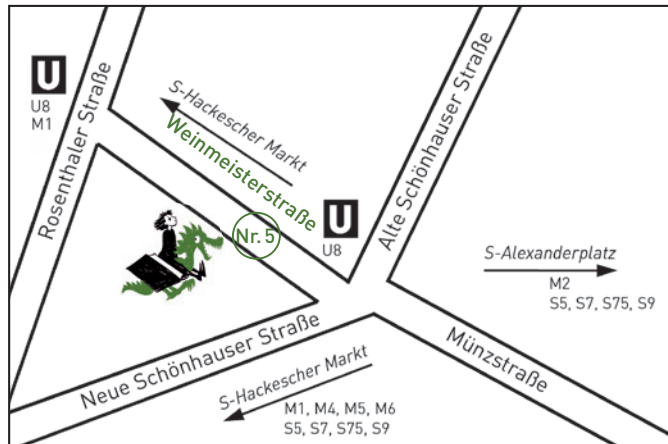 U
U8
M1
Rosenthaler Straße
S-Hackescher Markt
Weinmeisterstraße
Nr. 5
U
U8
Alte Schönhauser Straße
S-Alexanderplatz
M2
S5, S7, S75, S9
Neue Schönhauser Straße
Münzstraße
S-Hackescher Markt
M1, M4, M5, M6
S5, S7, S75, S9